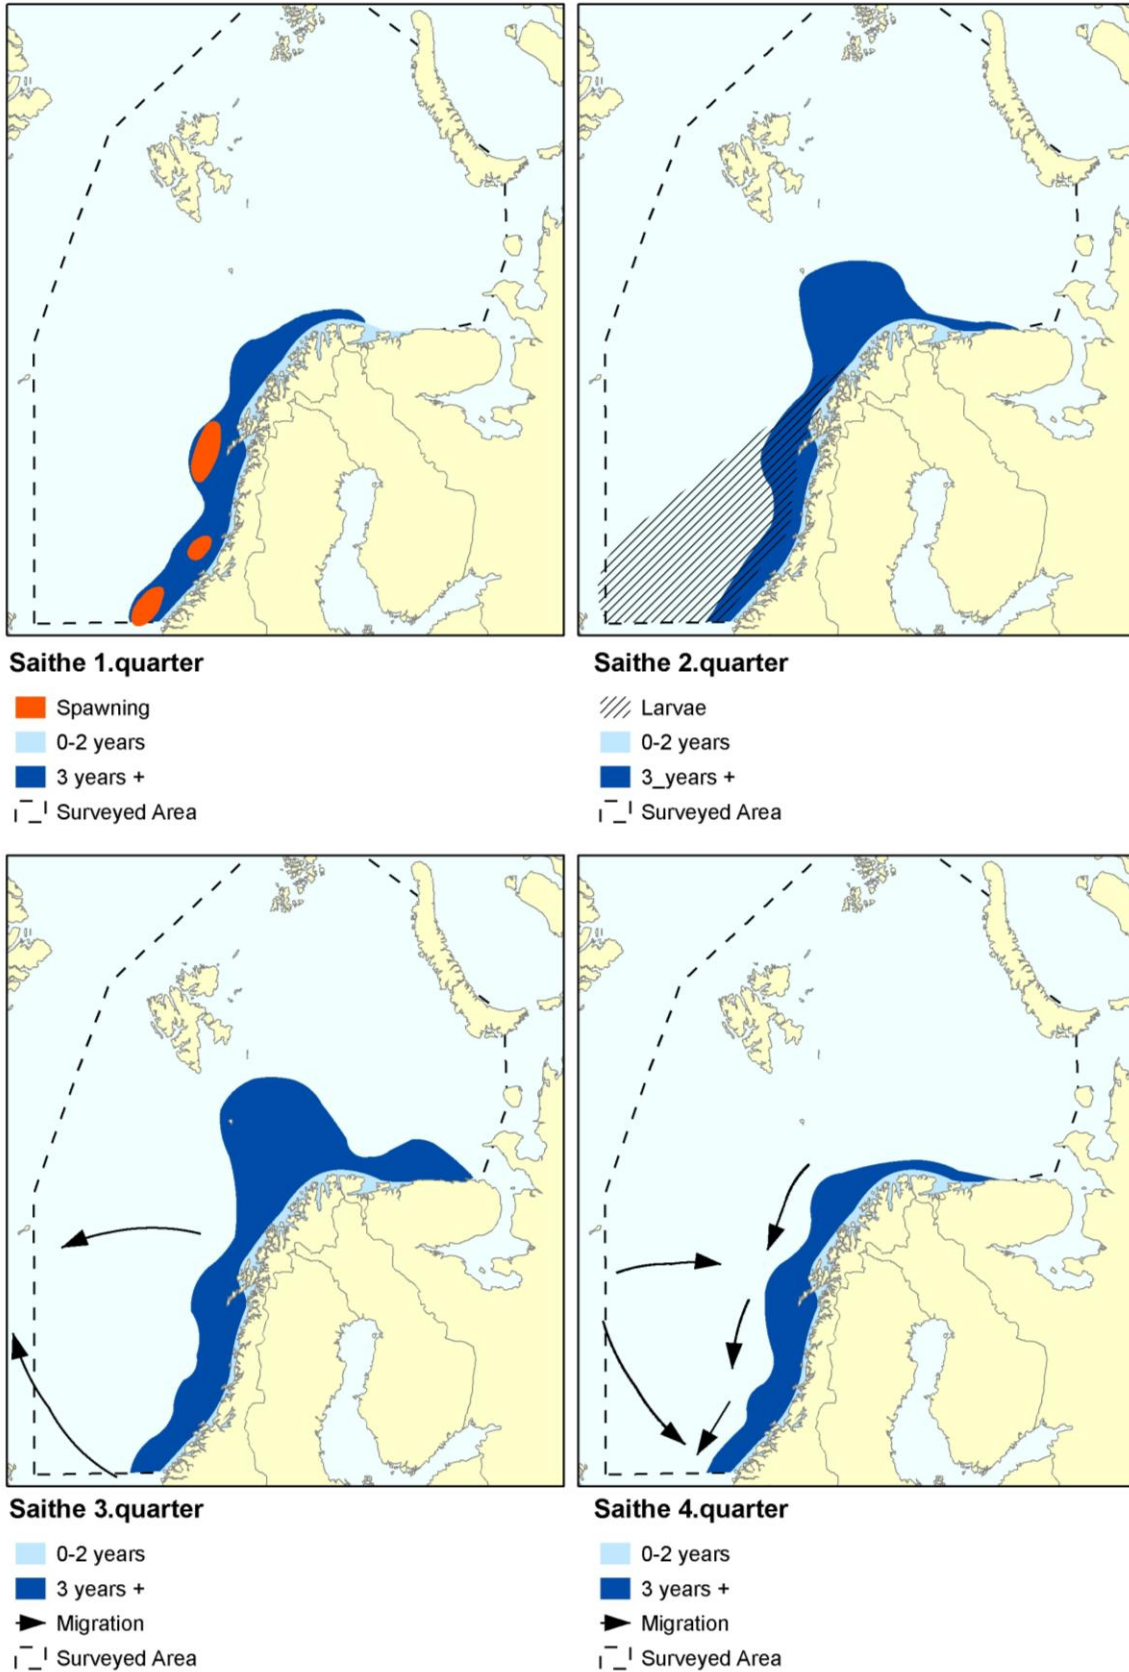 Saithe 1.quarter
Spawning
0-2 years
3 years +
Surveyed Area
Saithe 2.quarter
Larvae
0-2 years
3_years +
Surveyed Area
Saithe 3.quarter
0-2 years
3 years +
Migration
Surveyed Area
Saithe 4.quarter
0-2 years
3 years +
Migration
Surveyed Area